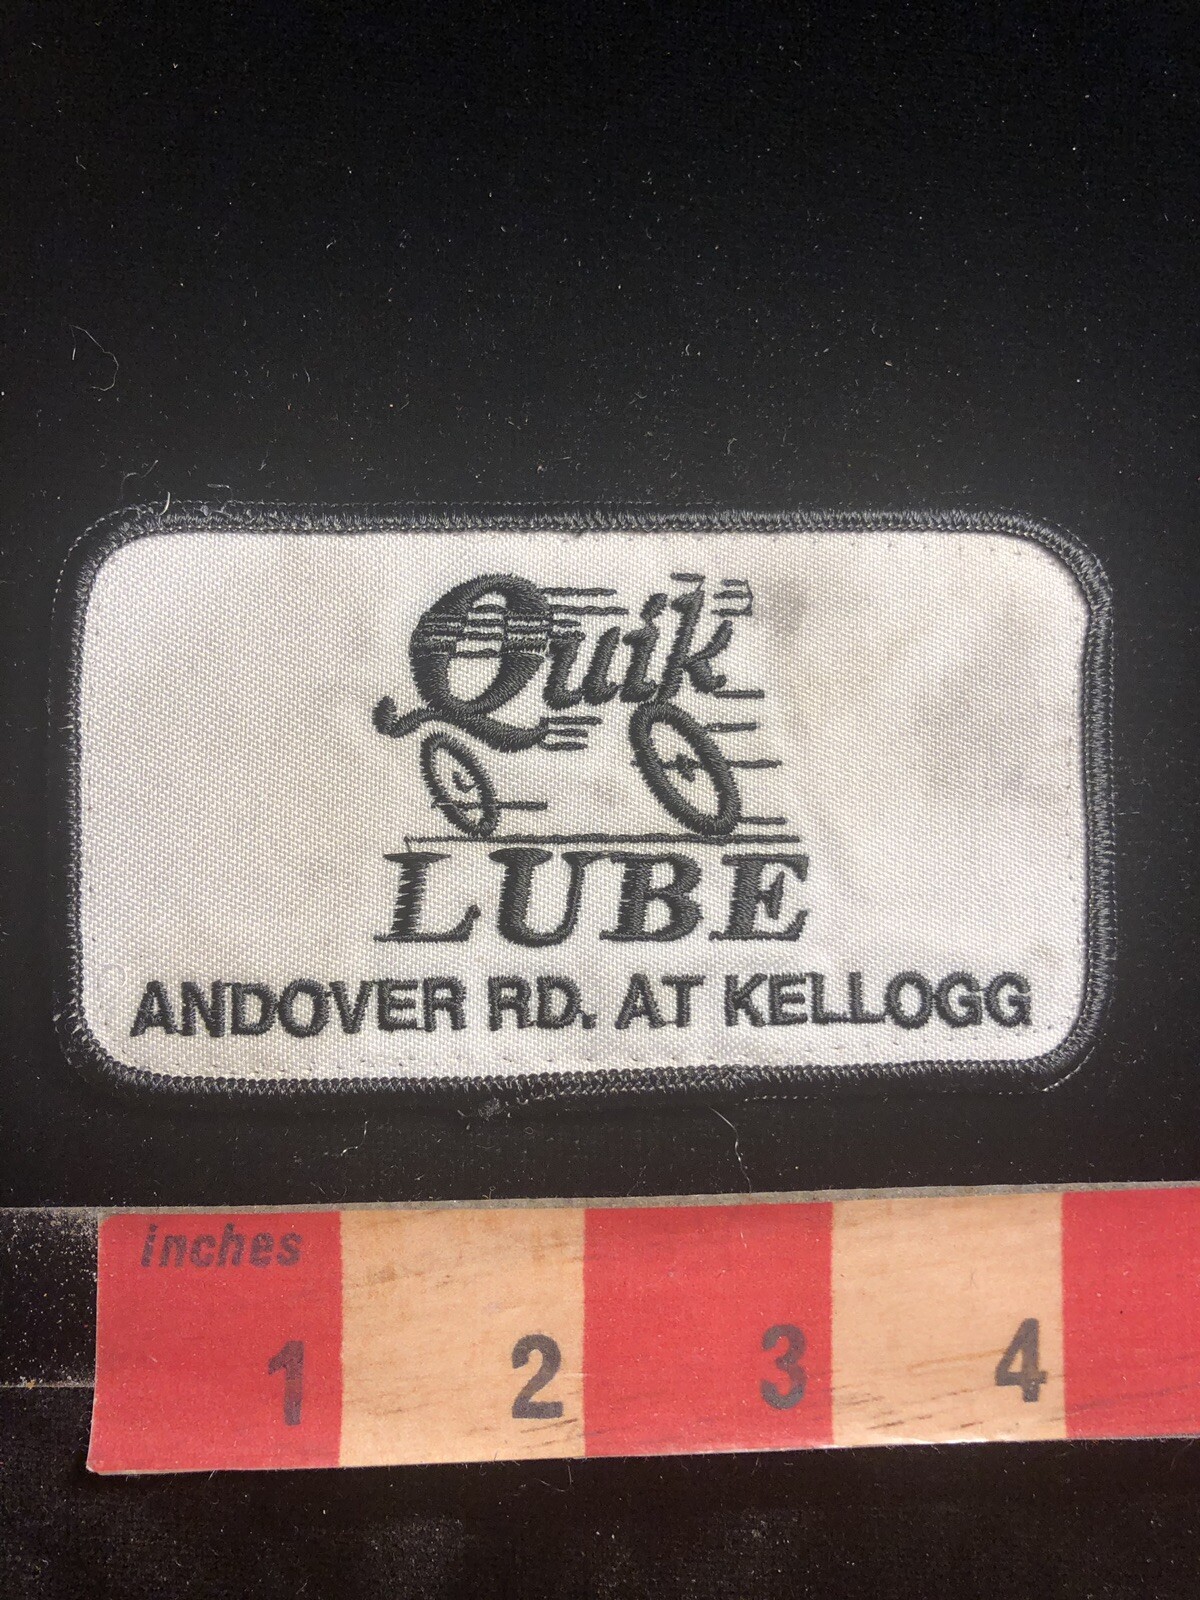 Quik
LUBE
ANDOVER RD. AT KELLOGG
inches
1 2 3 4